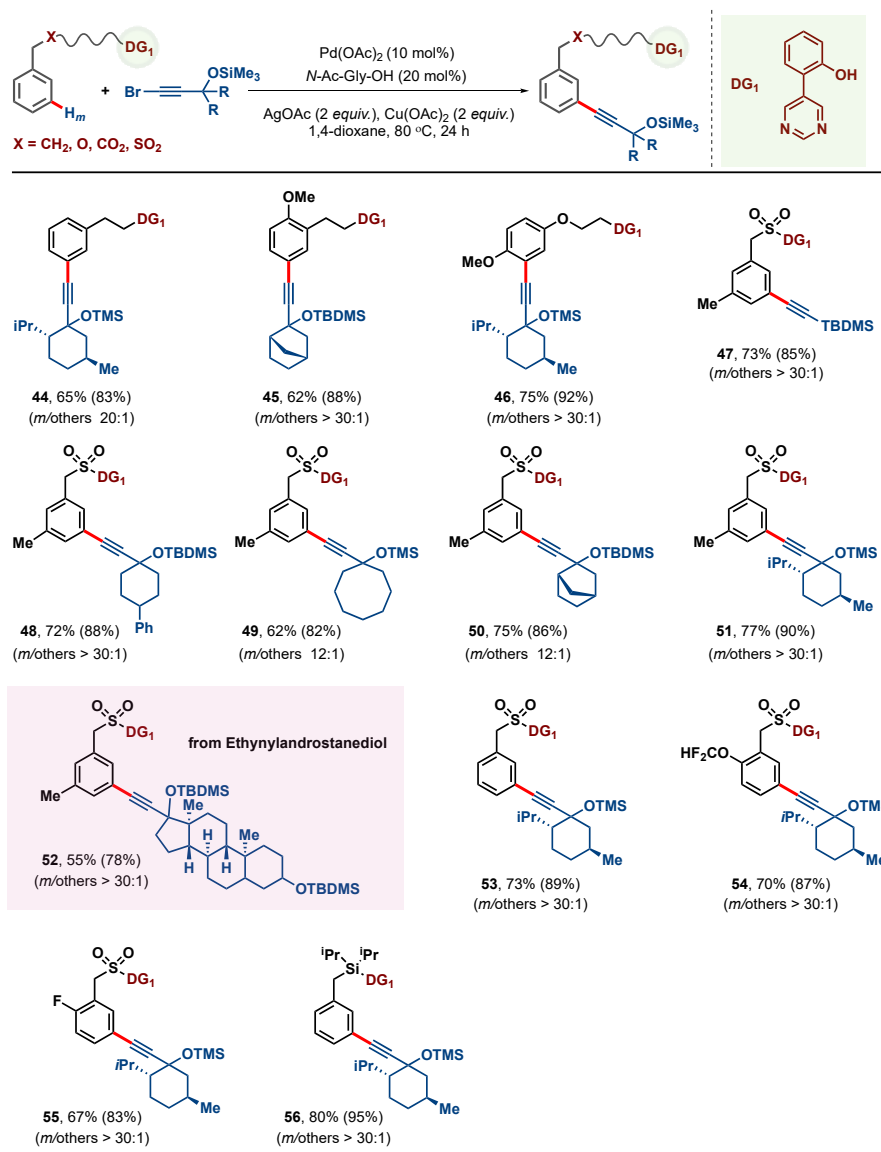 X
DG₁
H
m
+
Br
OSiMe₃
R
R
Pd(OAc)₂ (10 mol%)
N-Ac-Gly-OH (20 mol%)
AgOAc (2 equiv.), Cu(OAc)₂ (2 equiv.)
1,4-dioxane, 80 ºC, 24 h
X
DG₁
OSiMe₃
R
R
DG₁
OH
N
N
X = CH₂, O, CO₂, SO₂
DG₁
OTMS
iPr
Me
44, 65% (83%)
(m/others 20:1)
OMe
DG₁
OTBDMS
45, 62% (88%)
(m/others > 30:1)
O
DG₁
MeO
OTMS
iPr
Me
46, 75% (92%)
(m/others > 30:1)
O
O
S
DG₁
Me
TBDMS
47, 73% (85%)
(m/others > 30:1)
O
O
S
DG₁
Me
OTBDMS
Ph
48, 72% (88%)
(m/others > 30:1)
O
O
S
DG₁
Me
OTMS
49, 62% (82%)
(m/others 12:1)
O
O
S
DG₁
Me
OTBDMS
50, 75% (86%)
(m/others 12:1)
O
O
S
DG₁
Me
OTMS
iPr
Me
51, 77% (90%)
(m/others > 30:1)
O
O
S
DG₁
from Ethynylandrostanediol
Me
OTBDMS
Me
H
Me
H
H
OTBDMS
52, 55% (78%)
(m/others > 30:1)
O
O
S
DG₁
OTMS
iPr
Me
53, 73% (89%)
(m/others > 30:1)
O
O
S
DG₁
HF₂CO
OTM
iPr
Me
54, 70% (87%)
(m/others > 30:1)
O
O
S
DG₁
F
OTMS
iPr
Me
55, 67% (83%)
(m/others > 30:1)
ⁱPr
ⁱPr
Si
DG₁
OTMS
iPr
Me
56, 80% (95%)
(m/others > 30:1)